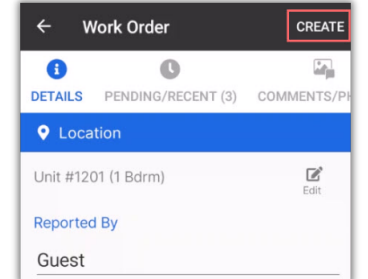 Work Order CREATE
DETAILS PENDING/RECENT (3) COMMENTS/PH
Location
Unit #1201 (1 Bdrm)
Edit
Reported By
Guest